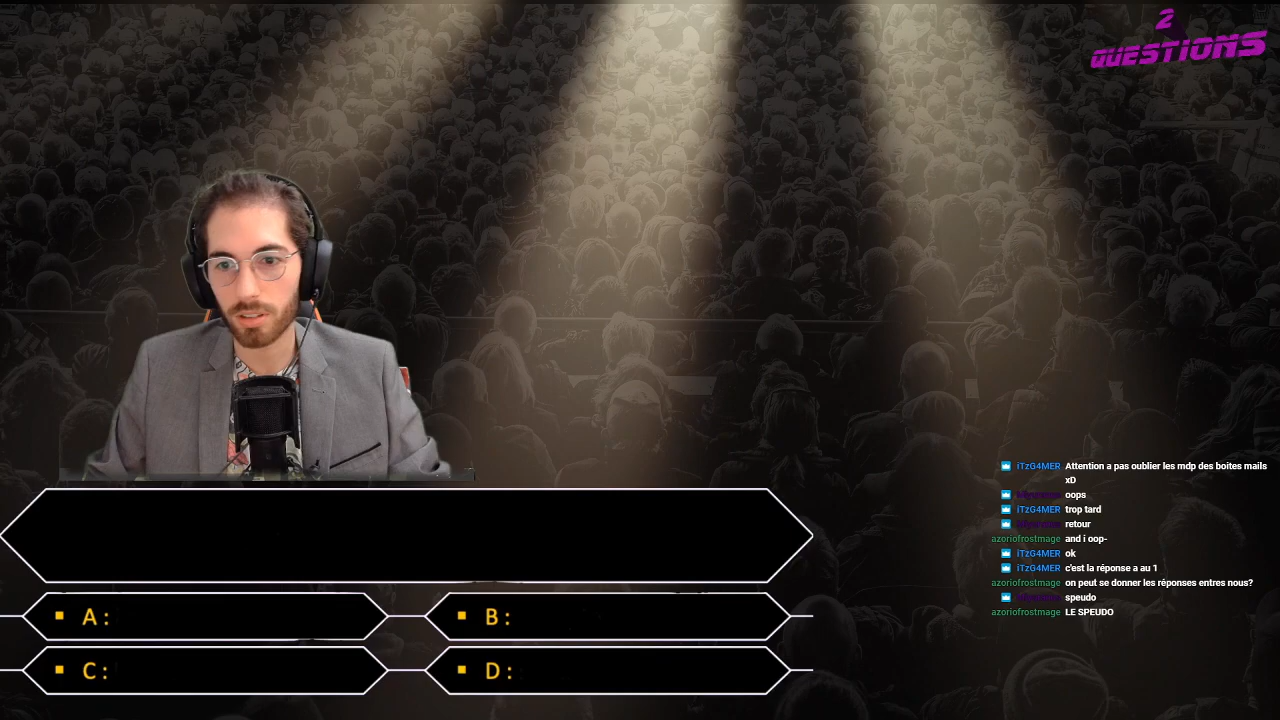 2
QUESTIONS
iTzG4MER Attention a pas oublier les mdp des boites mails
xD
oops
iTzG4MER trop tard
retour
azoriofrostmage and i oop-
iTzG4MER ok
iTzG4MER c'est la réponse a au 1
azoriofrostmage on peut se donner les réponses entres nous?
speudo
azoriofrostmage LE SPEUDO
A :
B :
C :
D :